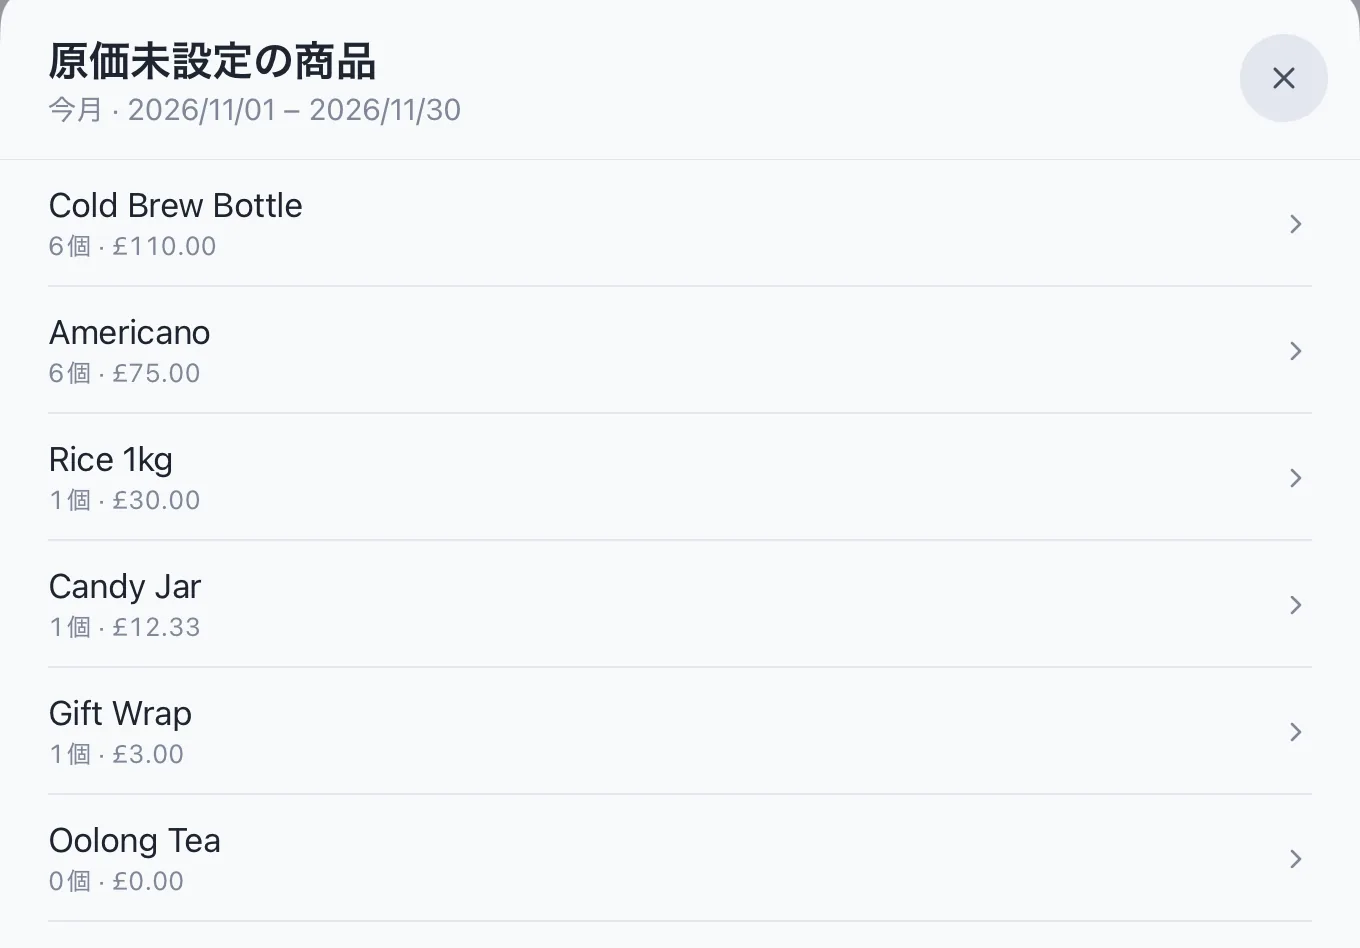 原価未設定の商品
今月 · 2026/11/01 – 2026/11/30
Cold Brew Bottle
6個 · £110.00
Americano
6個 · £75.00
Rice 1kg
1個 · £30.00
Candy Jar
1個 · £12.33
Gift Wrap
1個 · £3.00
Oolong Tea
0個 · £0.00